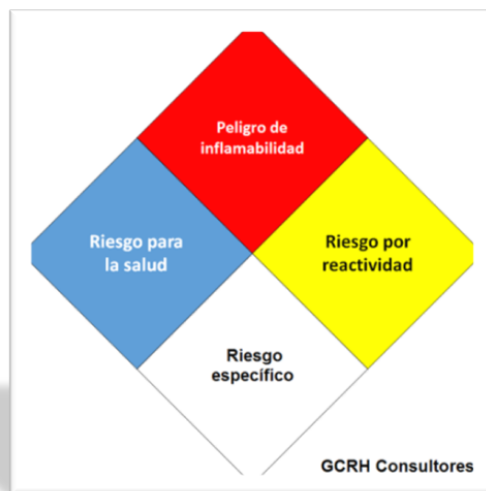 Peligro de
inflamabilidad
Riesgo para
la salud
Riesgo por
reactividad
Riesgo
específico
GCRH Consultores